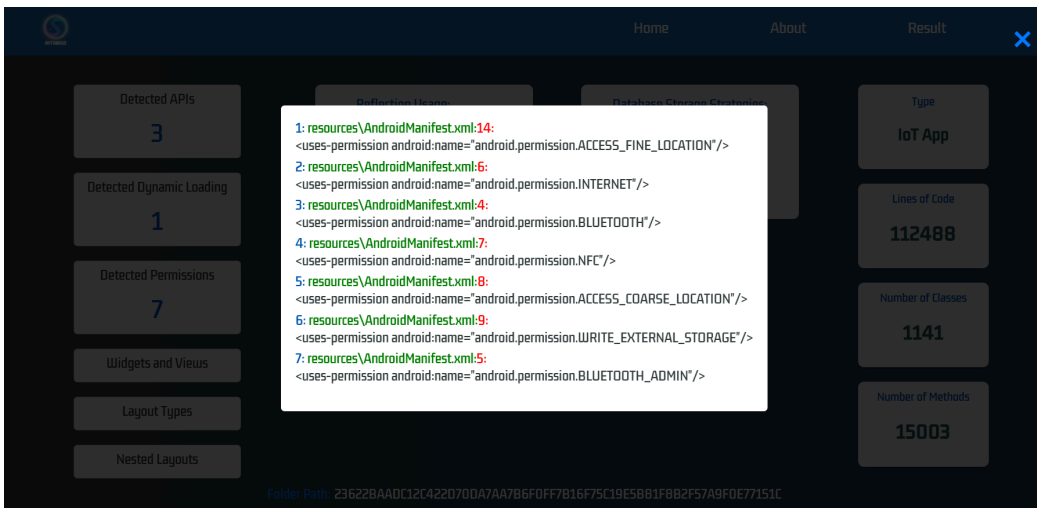 Home About Result
Detected APIs
3
Detected Dynamic Loading
1
Detected Permissions
7
Widgets and Views
Layout Types
Nested Layouts
Reflection Usage:
Database Storage Strategies:
1: resources\AndroidManifest.xml:14:
<uses-permission android:name="android.permission.ACCESS_FINE_LOCATION"/>
2: resources\AndroidManifest.xml:6:
<uses-permission android:name="android.permission.INTERNET"/>
3: resources\AndroidManifest.xml:4:
<uses-permission android:name="android.permission.BLUETOOTH"/>
4: resources\AndroidManifest.xml:7:
<uses-permission android:name="android.permission.NFC"/>
5: resources\AndroidManifest.xml:8:
<uses-permission android:name="android.permission.ACCESS_COARSE_LOCATION"/>
6: resources\AndroidManifest.xml:9:
<uses-permission android:name="android.permission.WRITE_EXTERNAL_STORAGE"/>
7: resources\AndroidManifest.xml:5:
<uses-permission android:name="android.permission.BLUETOOTH_ADMIN"/>
Type
IoT App
Lines of Code
112488
Number of Classes
1141
Number of Methods
15003
Folder Path: 23622BAADC12C422D70DA7AA7B6F0FF7B16F75C19E5B81F8B2F57A9F0E77151C